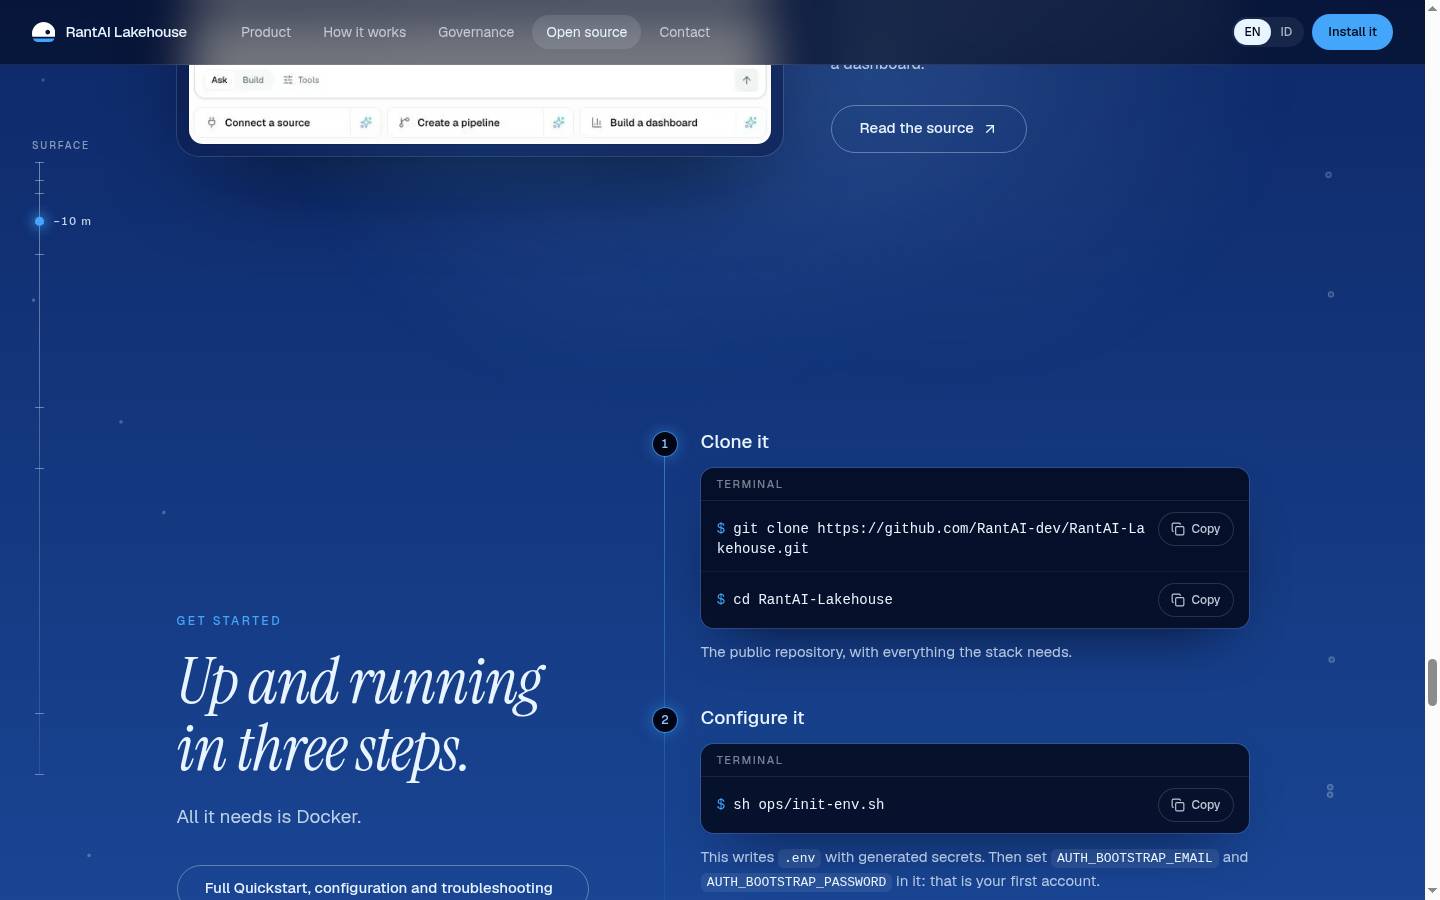 RantAI Lakehouse
Product
How it works
Governance
Open source
Contact
EN
ID
Install it
a dashboard.
Ask
Build
Tools
Connect a source
Create a pipeline
Build a dashboard
Read the source
SURFACE
−10 m
GET STARTED
Up and running
in three steps.
All it needs is Docker.
Full Quickstart, configuration and troubleshooting
1
Clone it
TERMINAL
$ git clone https://github.com/RantAI-dev/RantAI-La
kehouse.git
Copy
$ cd RantAI-Lakehouse
Copy
The public repository, with everything the stack needs.
2
Configure it
TERMINAL
$ sh ops/init-env.sh
Copy
This writes .env with generated secrets. Then set AUTH_BOOTSTRAP_EMAIL and
AUTH_BOOTSTRAP_PASSWORD in it: that is your first account.